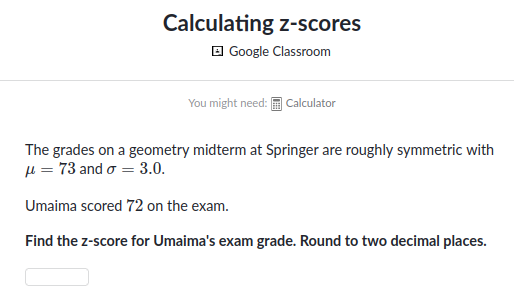 Calculating z-scores
Google Classroom
You might need: Calculator
The grades on a geometry midterm at Springer are roughly symmetric with
μ = 73 and σ = 3.0.
Umaima scored 72 on the exam.
Find the z-score for Umaima's exam grade. Round to two decimal places.